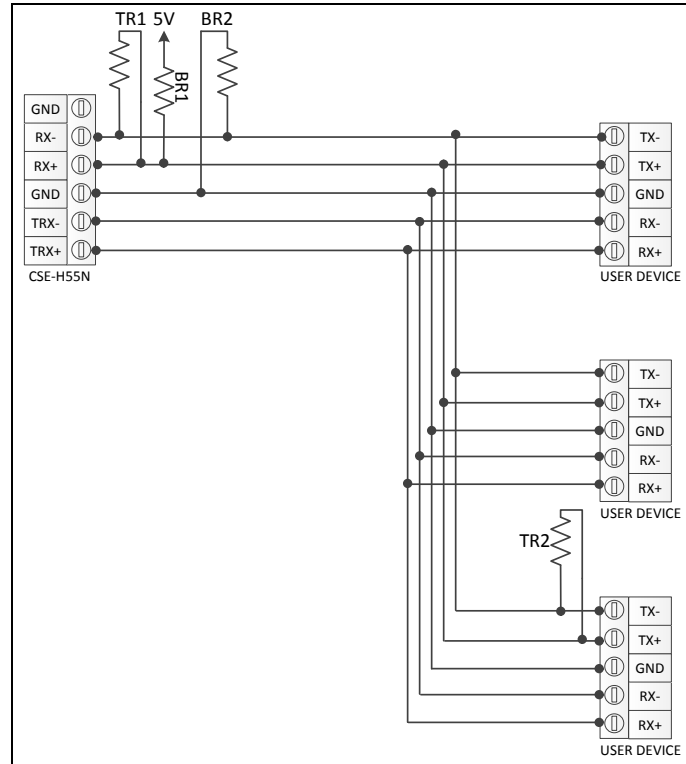 TR1 5V BR2
BR1
GND
RX-
RX+
GND
TRX-
TRX+
CSE-H55N
TX-
TX+
GND
RX-
RX+
USER DEVICE
TX-
TX+
GND
RX-
RX+
USER DEVICE
TR2
TX-
TX+
GND
RX-
RX+
USER DEVICE